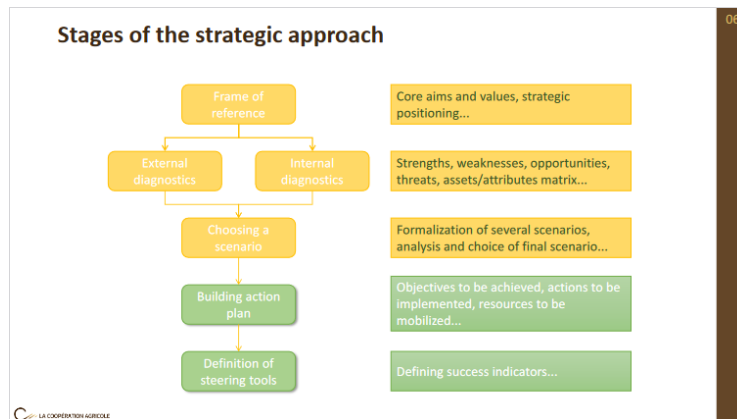 06
Stages of the strategic approach
Frame of
reference
Core aims and values, strategic
positioning...
External
diagnostics
Internal
diagnostics
Strengths, weaknesses, opportunities,
threats, assets/attributes matrix...
Choosing a
scenario
Formalization of several scenarios,
analysis and choice of final scenario...
Building action
plan
Objectives to be achieved, actions to be
implemented, resources to be
mobilized...
Definition of
steering tools
Defining success indicators...
LA COOPÉRATION AGRICOLE